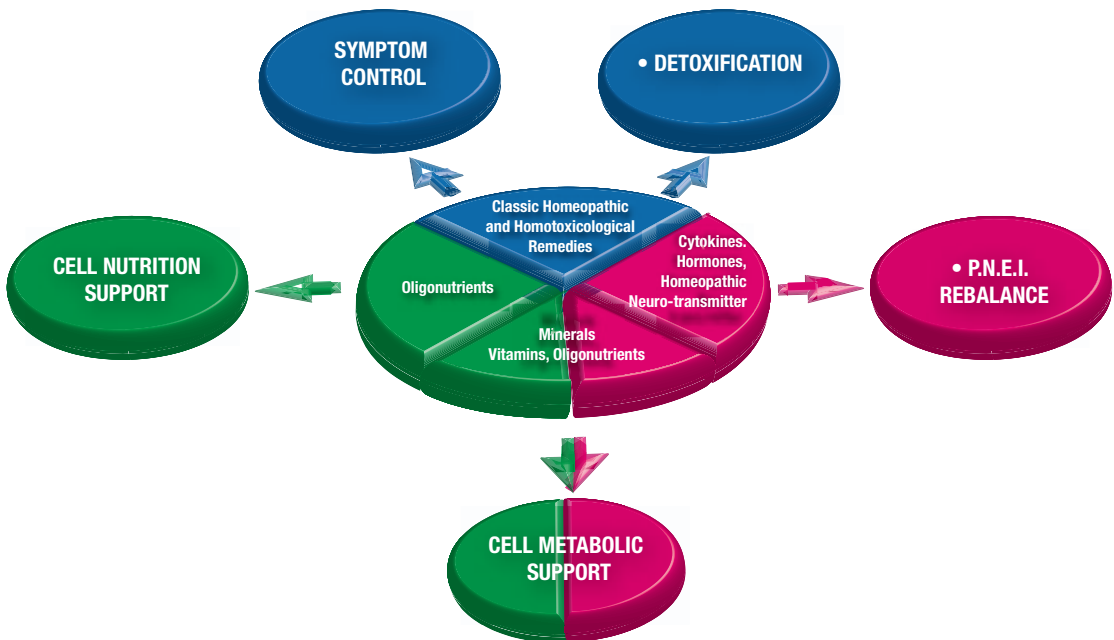 SYMPTOM
CONTROL
• DETOXIFICATION
Classic Homeopathic
and Homotoxicological
Remedies
Cytokines.
Hormones,
Homeopathic
Neuro-transmitter
CELL NUTRITION
SUPPORT
Oligonutrients
• P.N.E.I.
REBALANCE
Minerals
Vitamins, Oligonutrients
CELL METABOLIC
SUPPORT